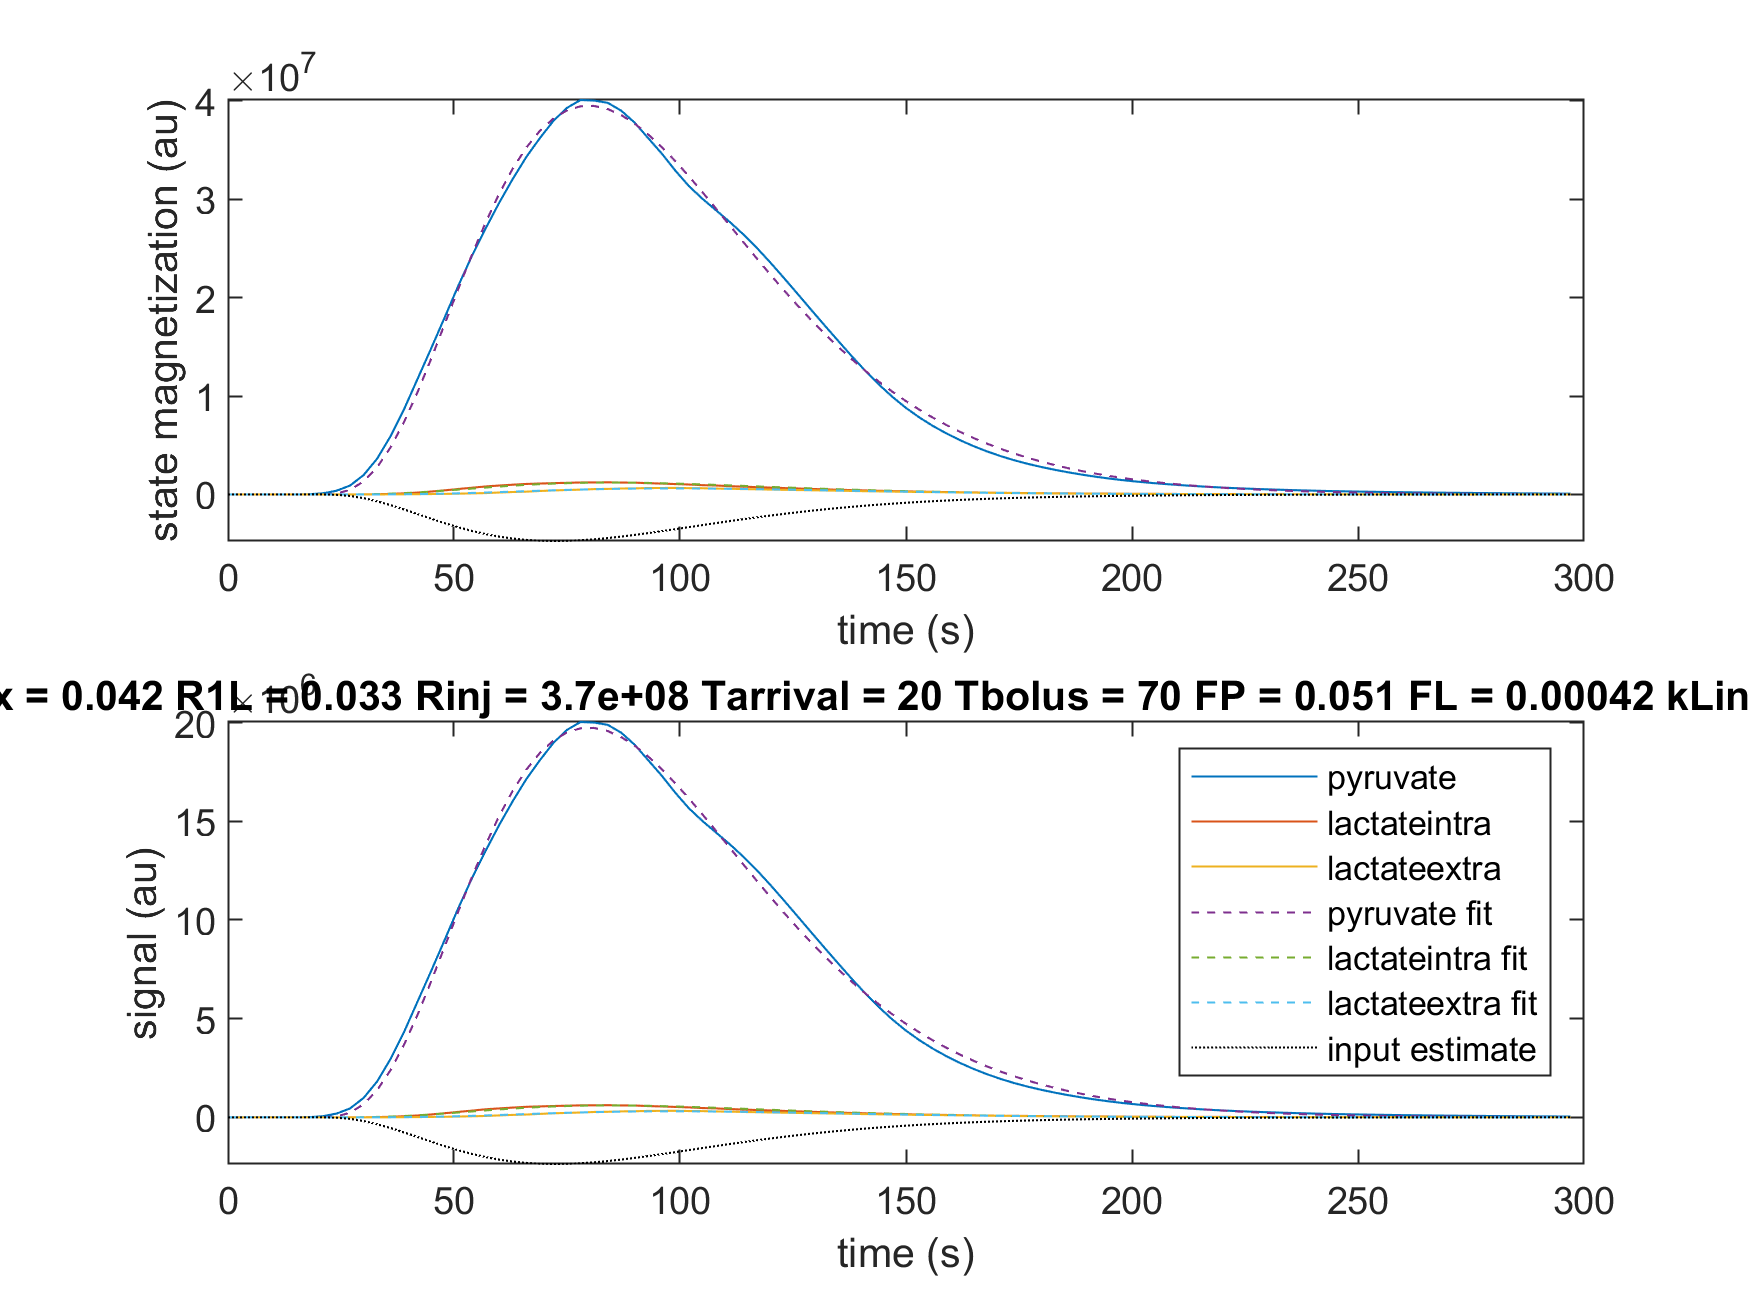 ×10⁷
4
3
2
1
0
state magnetization (au)
0 50 100 150 200 250 300
time (s)
x = 0.042 R1L = 0.033 Rinj = 3.7e+08 Tarrival = 20 Tbolus = 70 FP = 0.051 FL = 0.00042 kLin
×10⁶
20
15
10
5
0
signal (au)
pyruvate
lactateintra
lactateextra
pyruvate fit
lactateintra fit
lactateextra fit
input estimate
0 50 100 150 200 250 300
time (s)